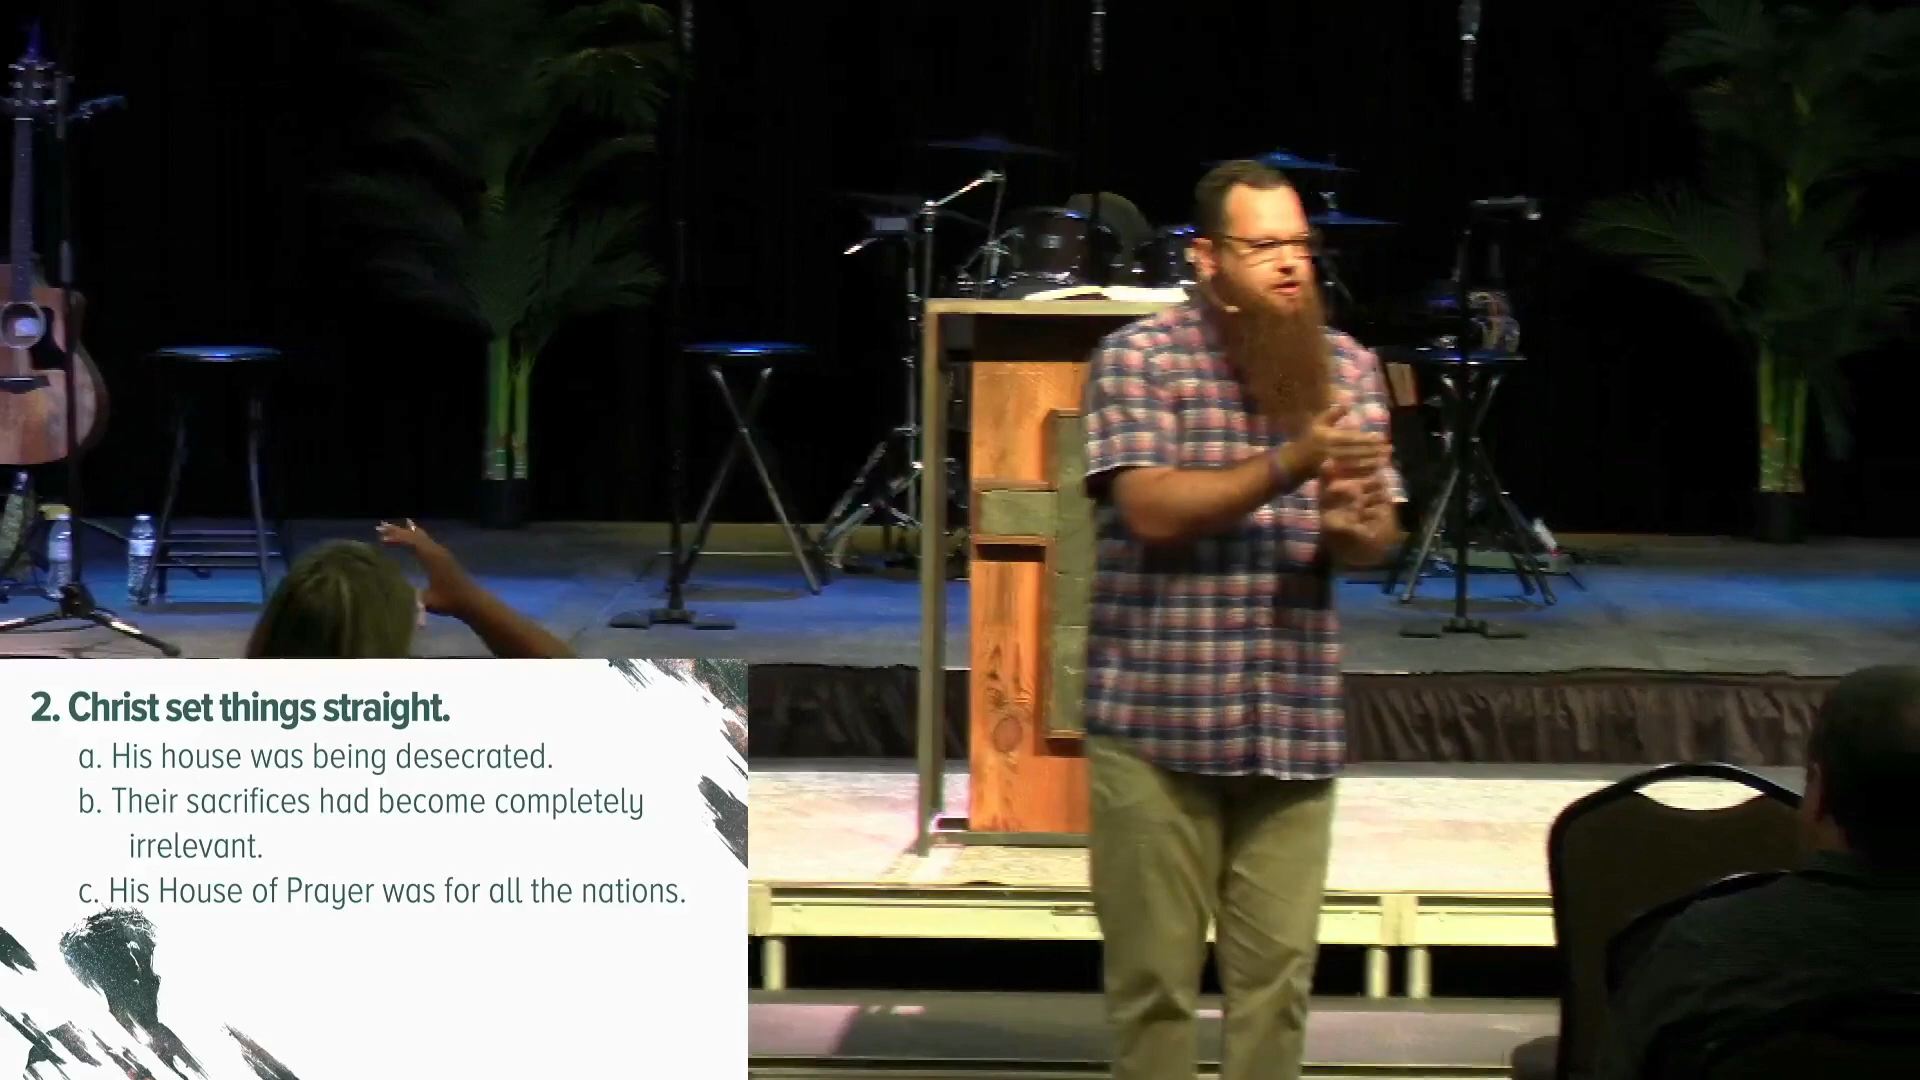 2. Christ set things straight.
a. His house was being desecrated.
b. Their sacrifices had become completely
irrelevant.
c. His House of Prayer was for all the nations.